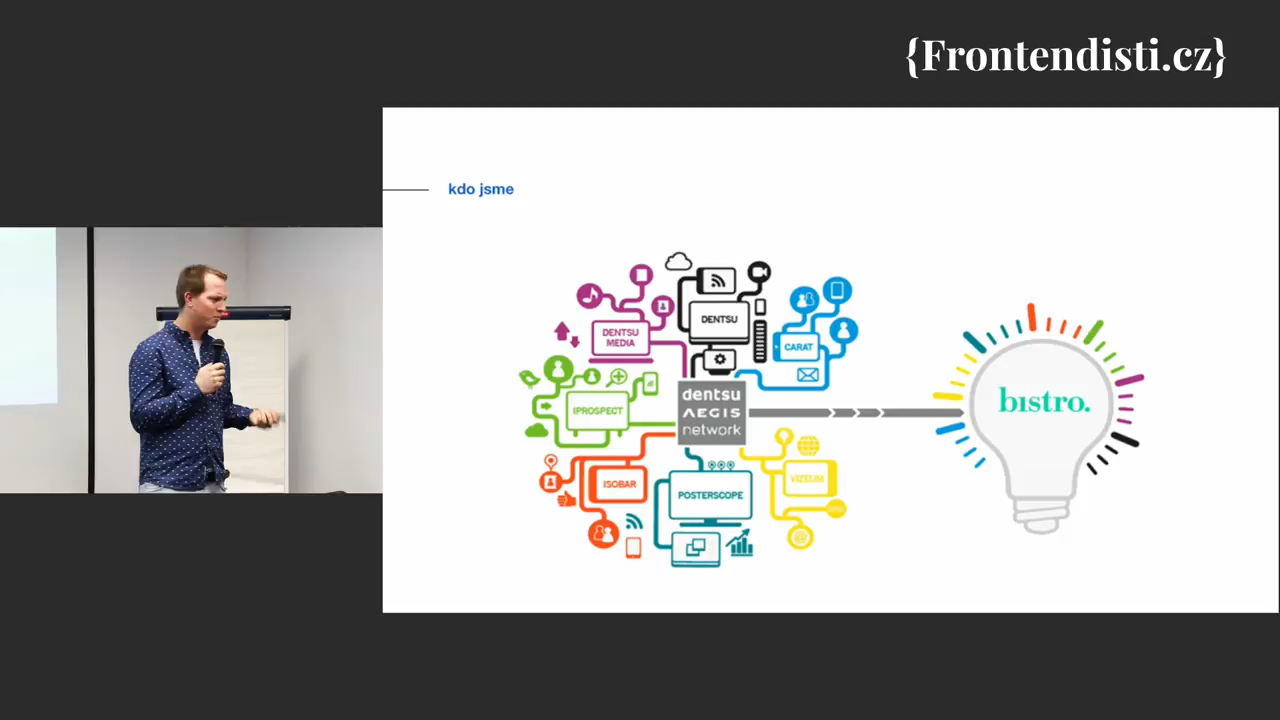 {Frontendisti.cz}
kdo jsme
DENTSU
MEDIA
DENTSU
CARAT
IPROSPECT
dentsu
AEGIS
network
bistro.
ISOBAR
POSTERSCOPE
VIZEUM